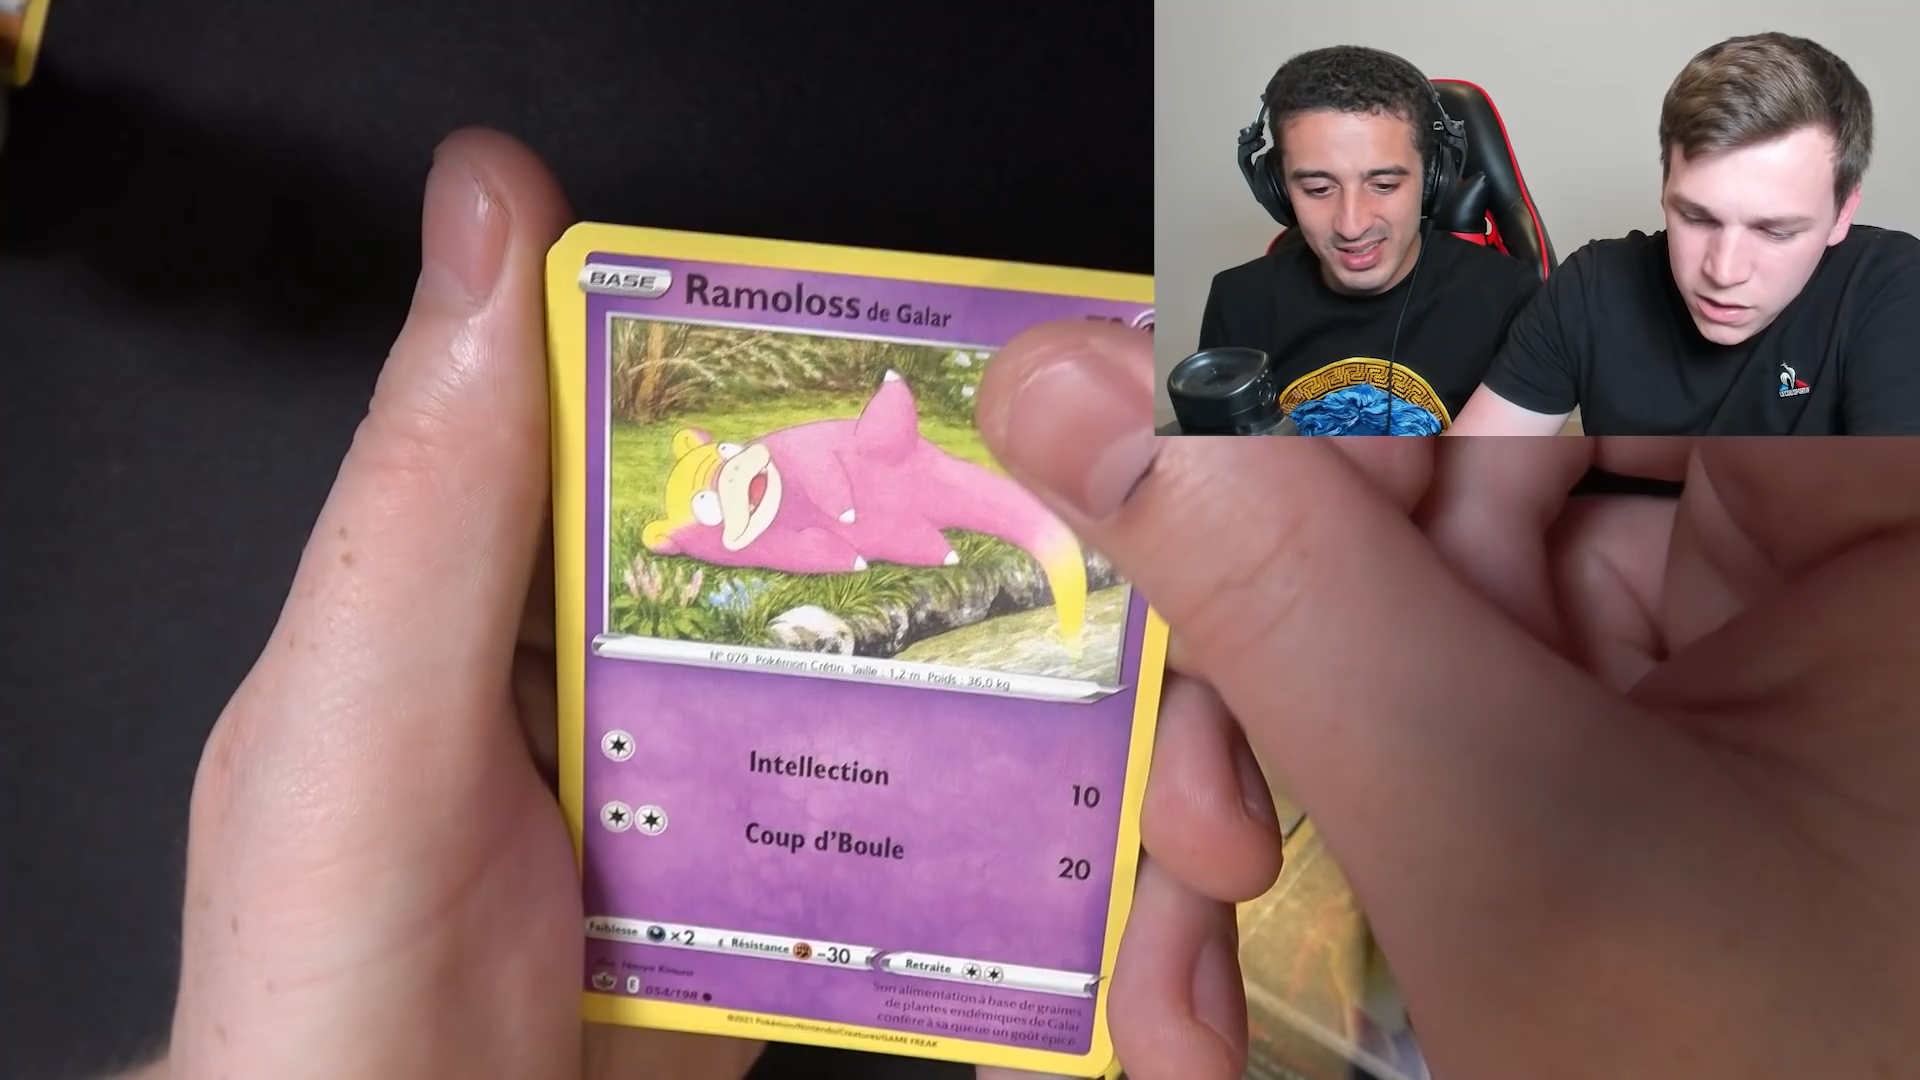 BASE
Ramoloss de Galar
N° 079 Pokémon Crétin Taille : 1,2 m Poids : 36,0 kg
Intellection
10
Coup d'Boule
20
Faiblesse ×2 Résistance -30 Retraite
E 054/198
Son alimentation à base de graines
de plantes endémiques de Galar
confère à sa queue un goût épicé
©2021 Pokémon/Nintendo/Creatures/GAME FREAK